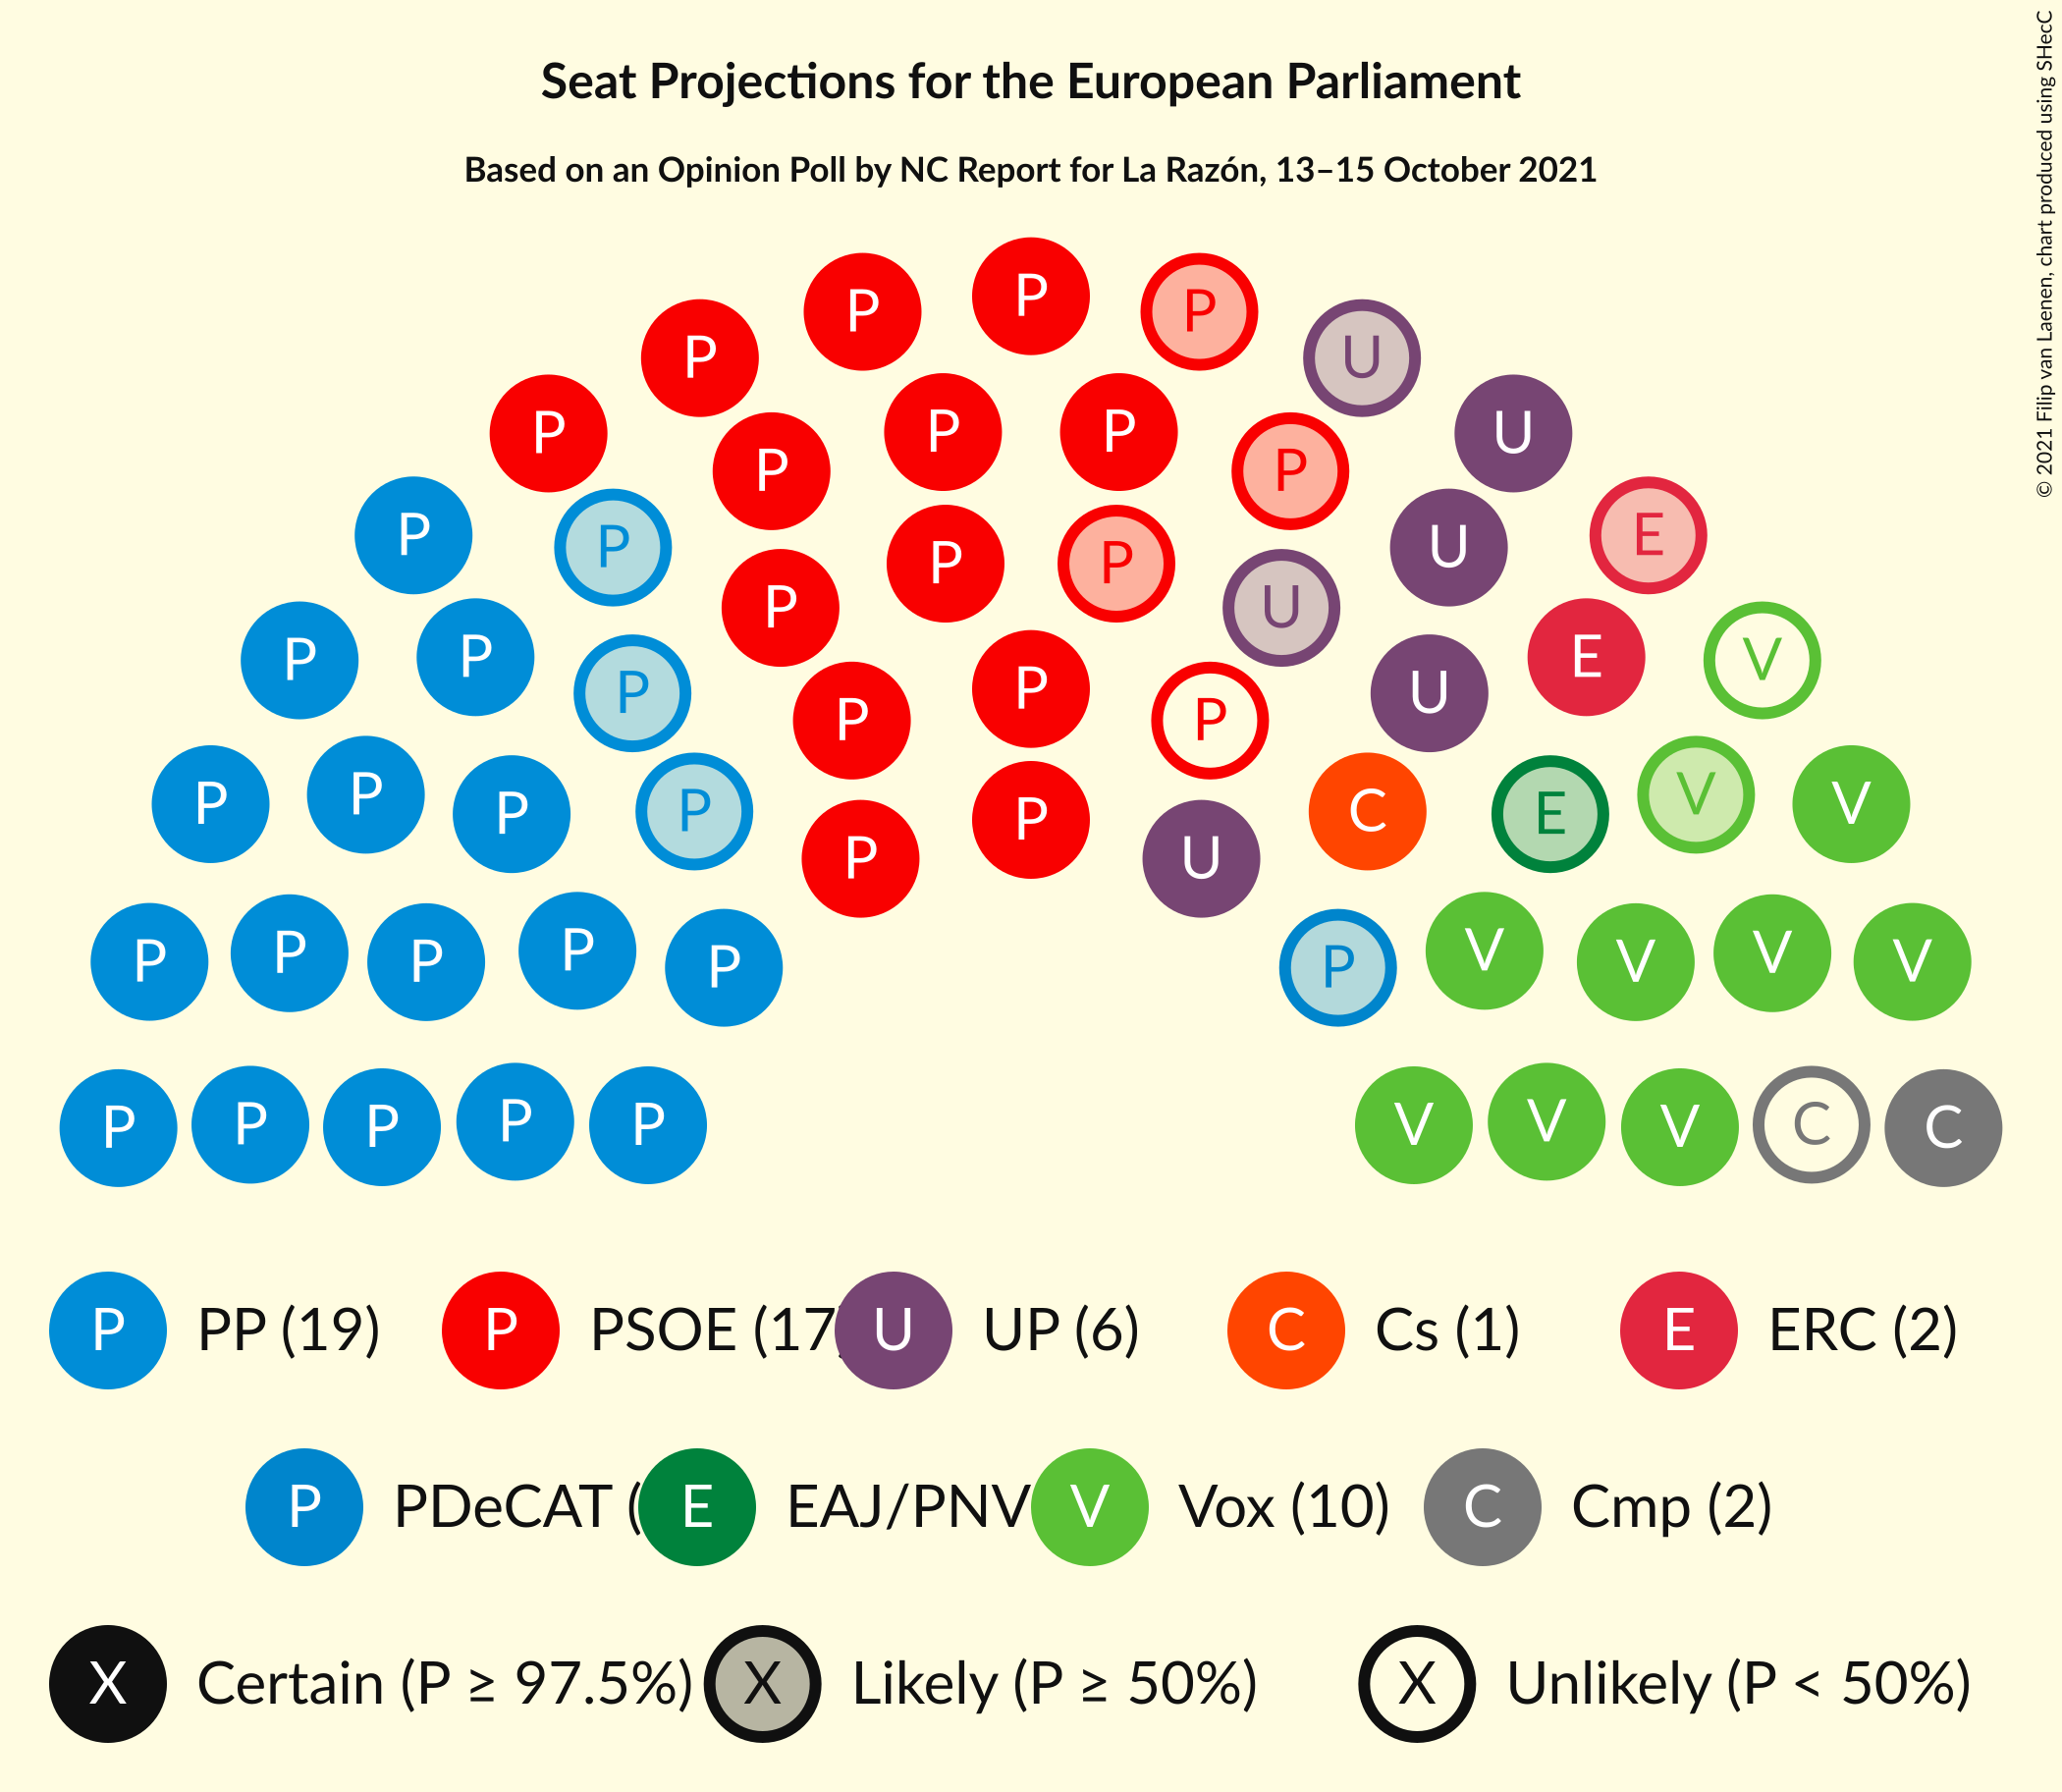 Seat Projections for the European Parliament
Based on an Opinion Poll by NC Report for La Razón, 13–15 October 2021
© 2021 Filip van Laenen, chart produced using SHecC
P
P P
P U
P P P U
P P
P P U E
P P
P U
P P E V
P P U
P P
P P P P P C E V V
P U
P P P P P P V V V V
P P P P P V V V C C
P PP (19) P PSOE (17 U UP (6) C Cs (1) E ERC (2)
P PDeCAT ( E EAJ/PNV V Vox (10) C Cmp (2)
X Certain (P ≥ 97.5%) X Likely (P ≥ 50%) X Unlikely (P < 50%)